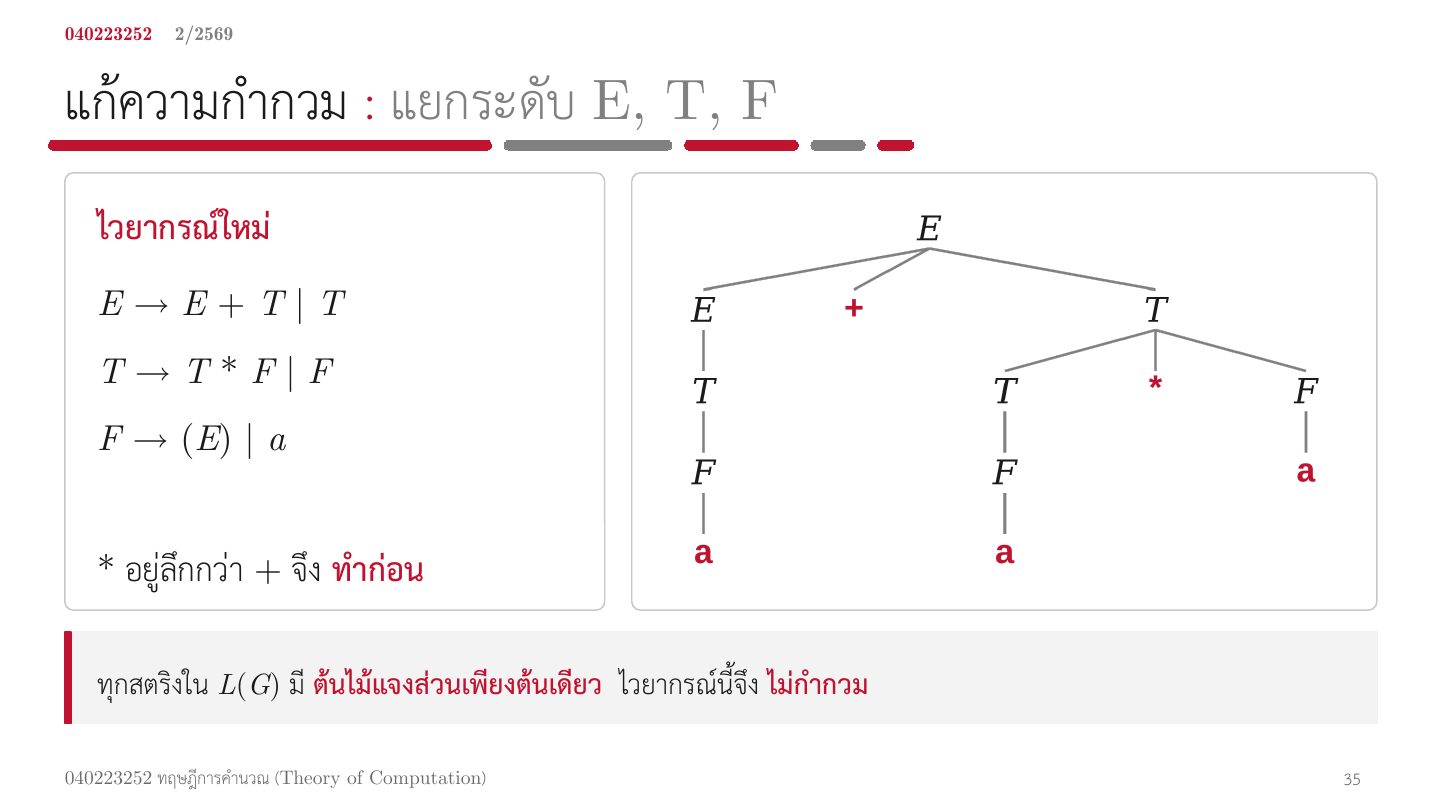 040223252 2/2569
แก้ความกำกวม : แยกระดับ E, T, F
ไวยากรณ์ใหม่
E → E + T | T
T → T * F | F
F → (E) | a
* อยู่ลึกกว่า + จึง ทำก่อน
E
E + T
T T * F
F F a
a a
ทุกสตริงใน L(G) มี ต้นไม้แจงส่วนเพียงต้นเดียว ไวยากรณ์นี้จึง ไม่กำกวม
040223252 ทฤษฎีการคำนวณ (Theory of Computation) 35